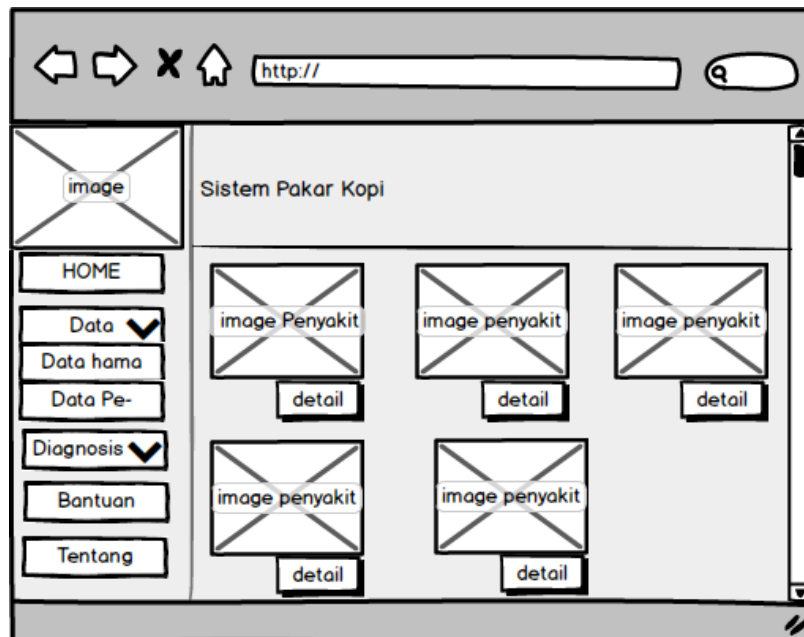 http://
image
Sistem Pakar Kopi
HOME
Data
Data hama
Data Pe-
Diagnosis
Bantuan
Tentang
image Penyakit
image penyakit
image penyakit
detail
detail
detail
image penyakit
image penyakit
detail
detail